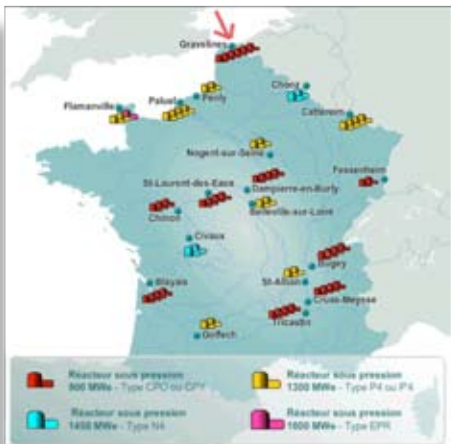 Gravelines
Chooz
Penly
Paluel
Flamanville
Cattenom
Nogent-sur-Seine
Fessenheim
St-Laurent-des-Eaux
Dampierre-en-Burly
Belleville-sur-Loire
Chinon
Civaux
Bugey
St-Alban
Blayais
Cruas-Meysse
Tricastin
Golfech
Réacteur sous pression
900 MWe - Type CPO ou CPY
Réacteur sous pression
1300 MWe - Type P4 ou P'4
Réacteur sous pression
1450 MWe - Type N4
Réacteur sous pression
1600 MWe - Type EPR